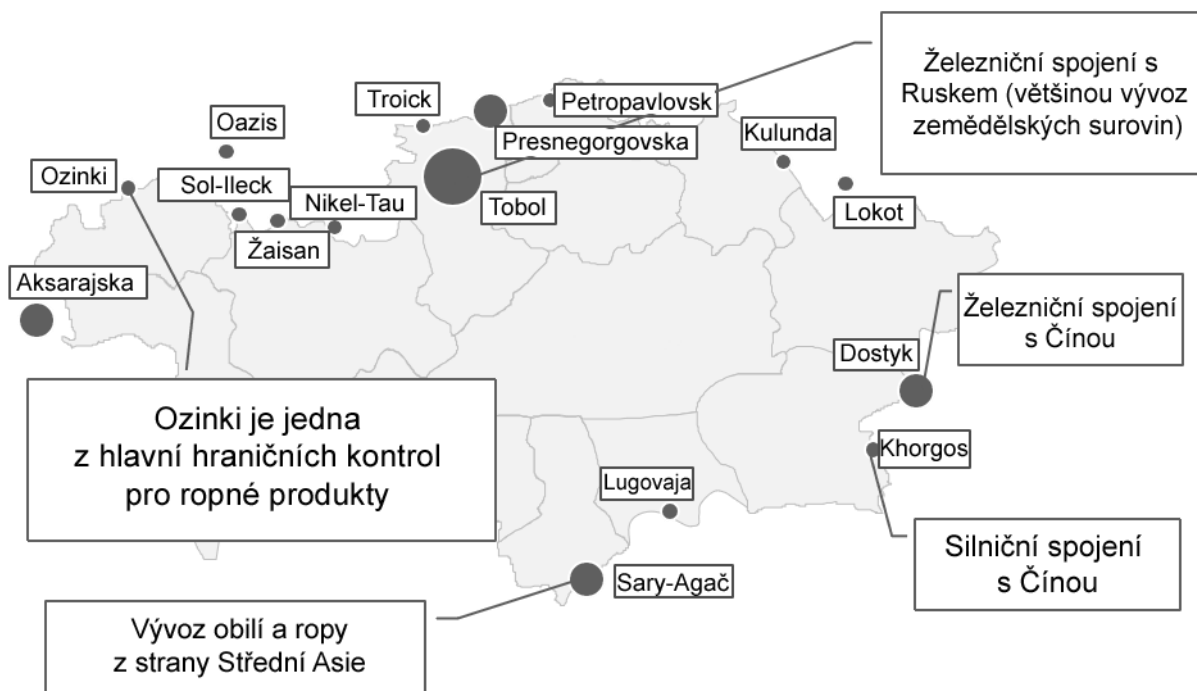 Železniční spojení s
Ruskem (většinou vývoz
zemědělských surovin)
Troick
Petropavlovsk
Oazis
Presnegorgovska
Kulunda
Ozinki
Sol-Ileck
Nikel-Tau
Tobol
Lokot
Žaisan
Aksarajska
Železniční spojení
s Čínou
Dostyk
Ozinki je jedna
z hlavní hraničních kontrol
pro ropné produkty
Khorgos
Lugovaja
Silniční spojení
s Čínou
Sary-Agač
Vývoz obilí a ropy
z strany Střední Asie